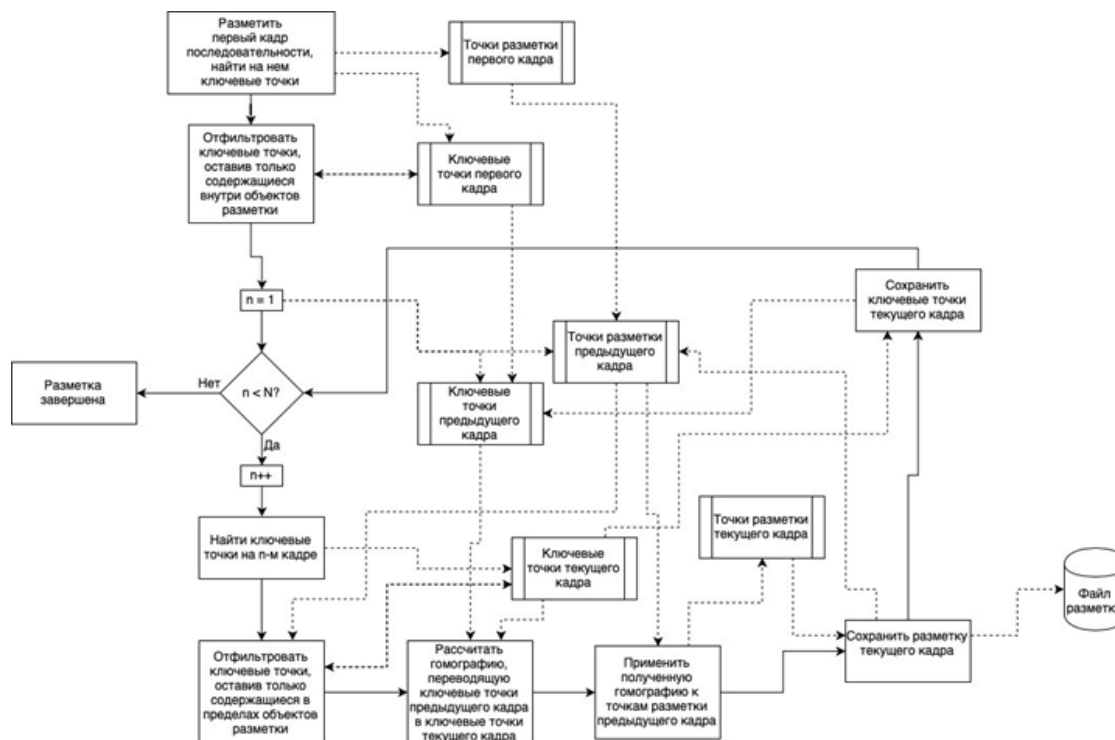 Разметить
первый кадр
последовательности,
найти на нем
ключевые точки
Точки разметки
первого кадра
Отфильтровать
ключевые точки,
оставив только
содержащиеся
внутри объектов
разметки
Ключевые
точки первого
кадра
n = 1
Сохранить
ключевые точки
текущего кадра
Точки разметки
предыдущего
кадра
Разметка
завершена
Нет
n < N?
Ключевые
точки
предыдущего
кадра
Да
n++
Найти ключевые
точки на n-м кадре
Ключевые
точки текущего
кадра
Точки разметки
текущего кадра
Файл
разметки
Отфильтровать
ключевые точки,
оставив только
содержащиеся в
пределах объектов
разметки
Рассчитать
гомографию,
переводящую
ключевые точки
предыдущего кадра
в ключевые точки
текущего кадра
Применить
полученную
гомографию к
точкам разметки
предыдущего кадра
Сохранить разметку
текущего кадра